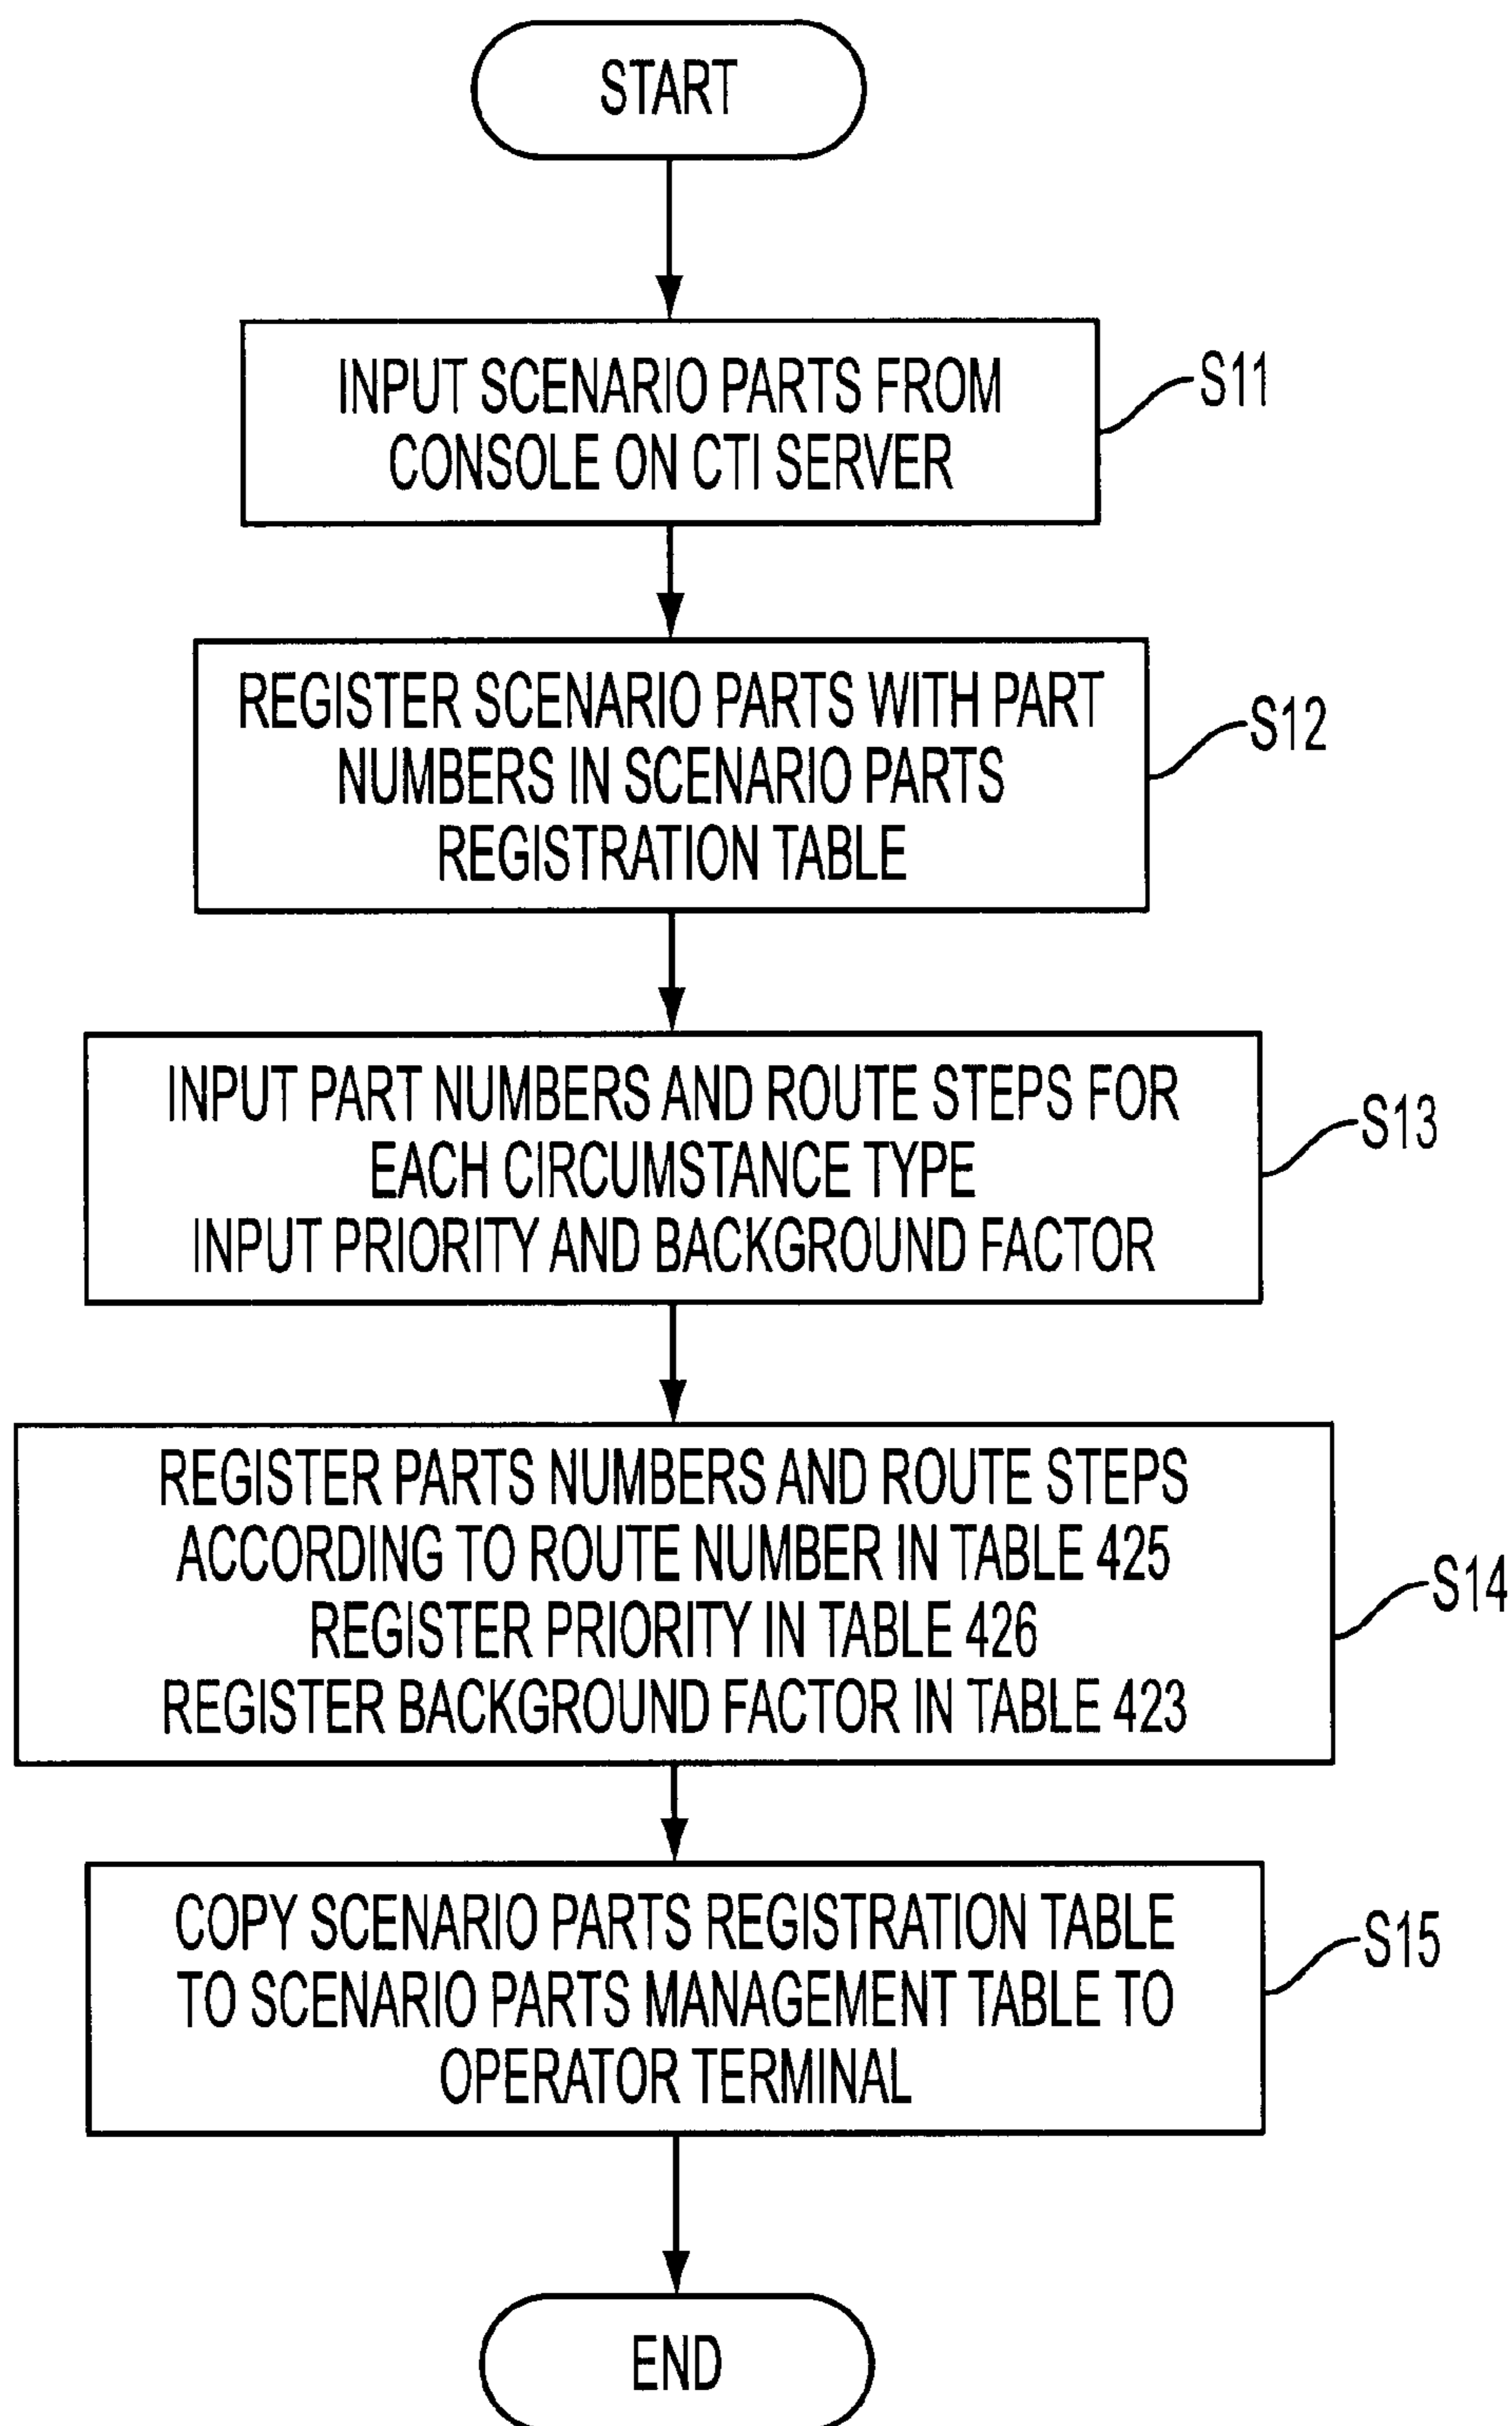 START
INPUT SCENARIO PARTS FROM
CONSOLE ON CTI SERVER
S11
REGISTER SCENARIO PARTS WITH PART
NUMBERS IN SCENARIO PARTS
REGISTRATION TABLE
S12
INPUT PART NUMBERS AND ROUTE STEPS FOR
EACH CIRCUMSTANCE TYPE
INPUT PRIORITY AND BACKGROUND FACTOR
S13
REGISTER PARTS NUMBERS AND ROUTE STEPS
ACCORDING TO ROUTE NUMBER IN TABLE 425
REGISTER PRIORITY IN TABLE 426
REGISTER BACKGROUND FACTOR IN TABLE 423
S14
COPY SCENARIO PARTS REGISTRATION TABLE
TO SCENARIO PARTS MANAGEMENT TABLE TO
OPERATOR TERMINAL
S15
END